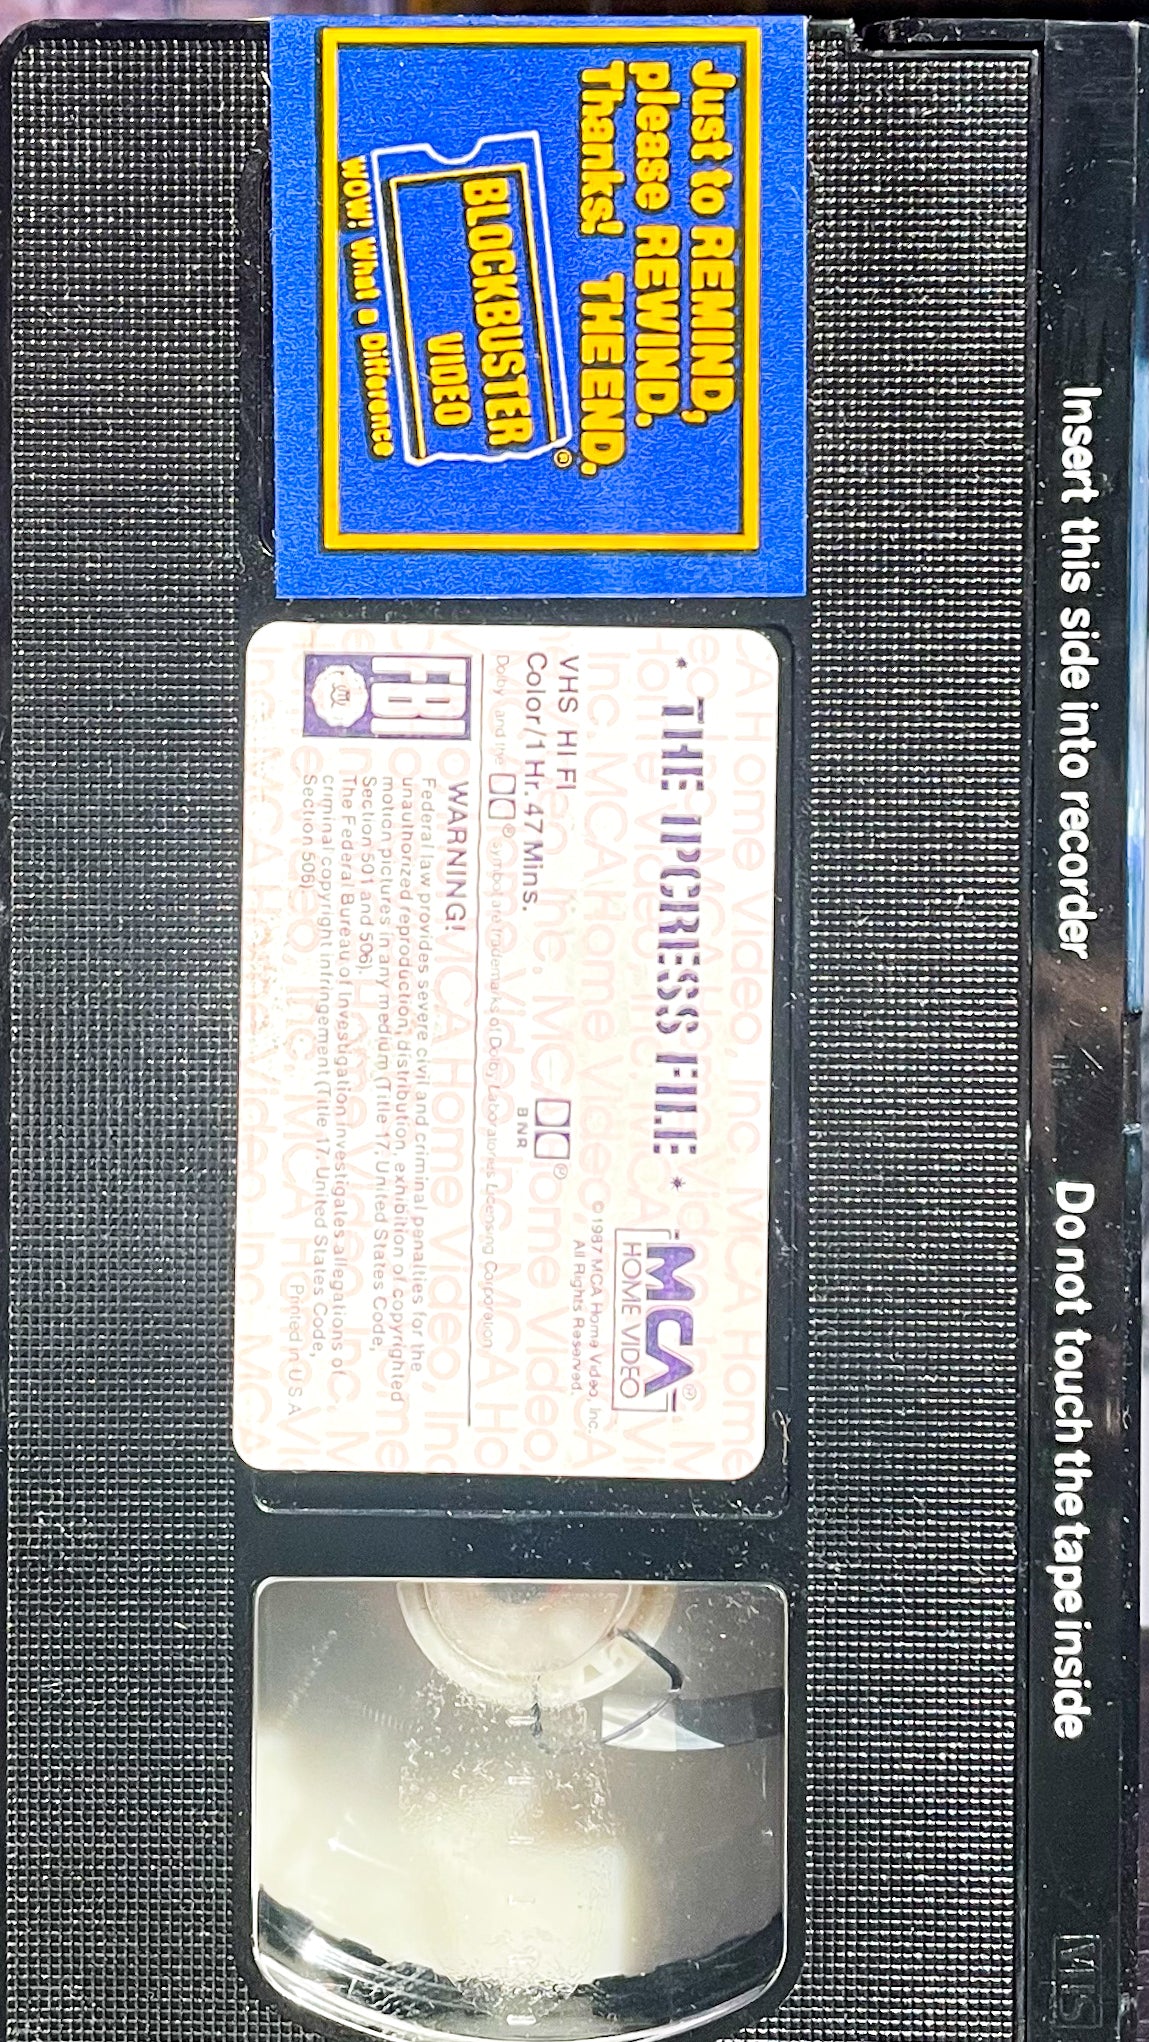 Insert this side into recorder Do not touch the tape inside
VHS
Just to REMIND,
please REWIND.
Thanks! THE END.
BLOCKBUSTER
VIDEO
®
WOW! What a Difference
* THE IPCRESS FILE *
MCA®
HOME VIDEO
© 1987 MCA Home Video, Inc.
All Rights Reserved.
VHS HI FI
Color/1 Hr. 47 Mins.
®
BNR
Dolby and the ® symbol are trademarks of Dolby Laboratories Licensing Corporation
FBI
WARNING!
Federal law provides severe civil and criminal penalties for the
unauthorized reproduction, distribution, exhibition of copyrighted
motion pictures in any medium (Title 17, United States Code,
Section 501 and 506).
The Federal Bureau of Investigation investigates allegations of
criminal copyright infringement (Title 17, United States Code,
Section 506).
Printed in U S A